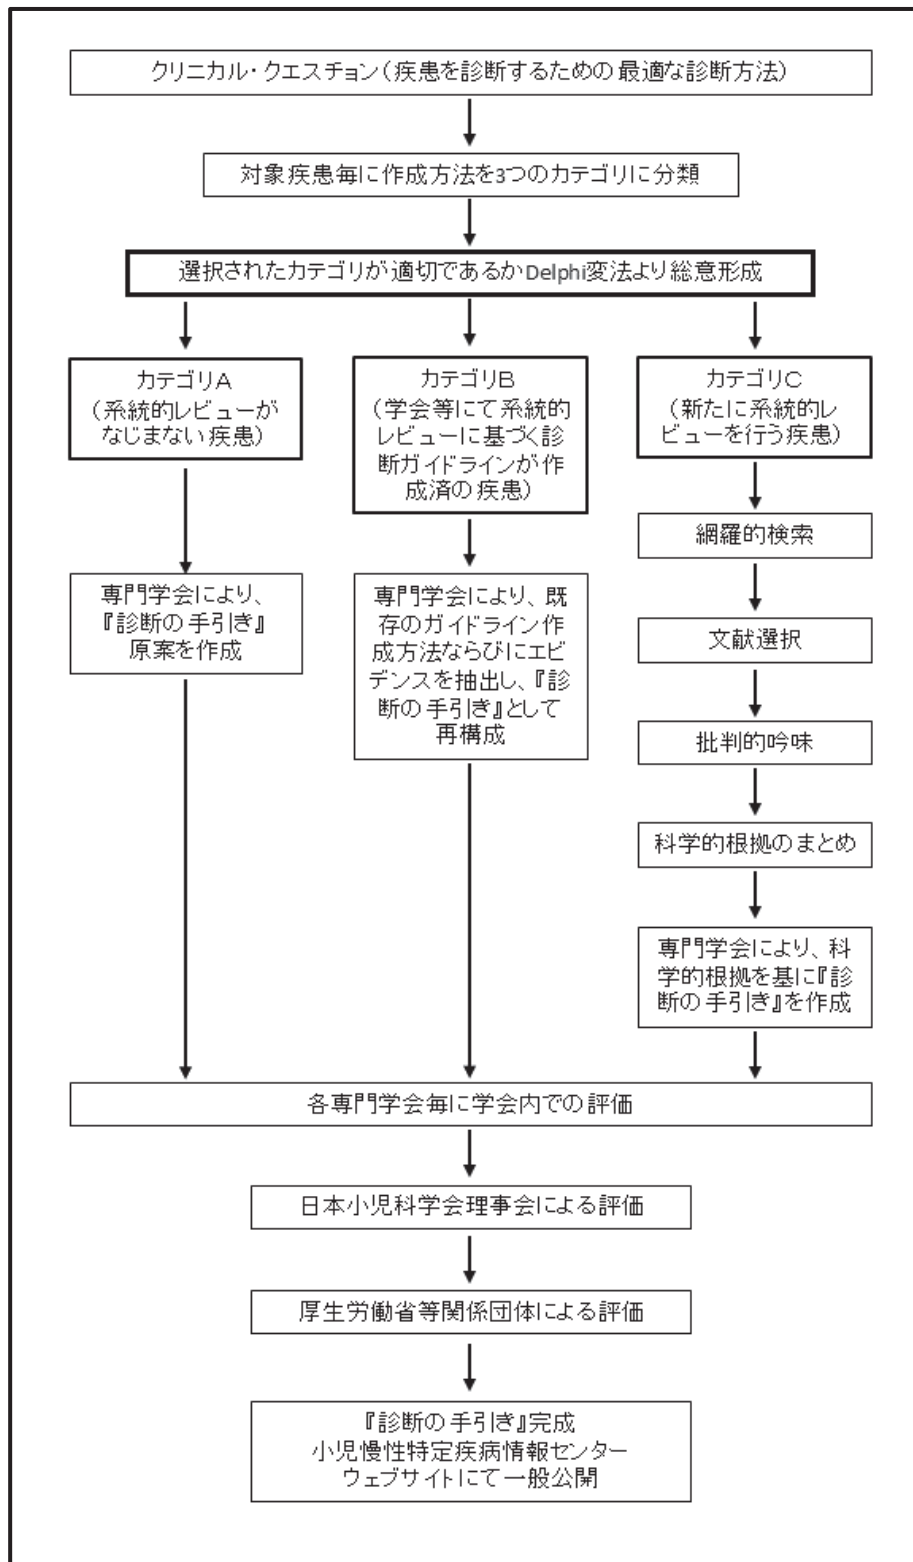 クリニカル・クエスチョン(疾患を診断するための最適な診断方法)
対象疾患毎に作成方法を3つのカテゴリに分類
選択されたカテゴリが適切であるかDelphi変法より総意形成
カテゴリA
(系統的レビューが
なじまない疾患)
カテゴリB
(学会等にて系統的
レビューに基づく診
断ガイドラインが作
成済の疾患)
カテゴリC
(新たに系統的レ
ビューを行う疾患)
網羅的検索
専門学会により、
『診断の手引き』
原案を作成
専門学会により、既
存のガイドライン作
成方法ならびにエビ
デンスを抽出し、『診
断の手引き』として
再構成
文献選択
批判的吟味
科学的根拠のまとめ
専門学会により、科
学的根拠を基に『診
断の手引き』を作成
各専門学会毎に学会内での評価
日本小児科学会理事会による評価
厚生労働省等関係団体による評価
『診断の手引き』完成
小児慢性特定疾病情報センター
ウェブサイトにて一般公開